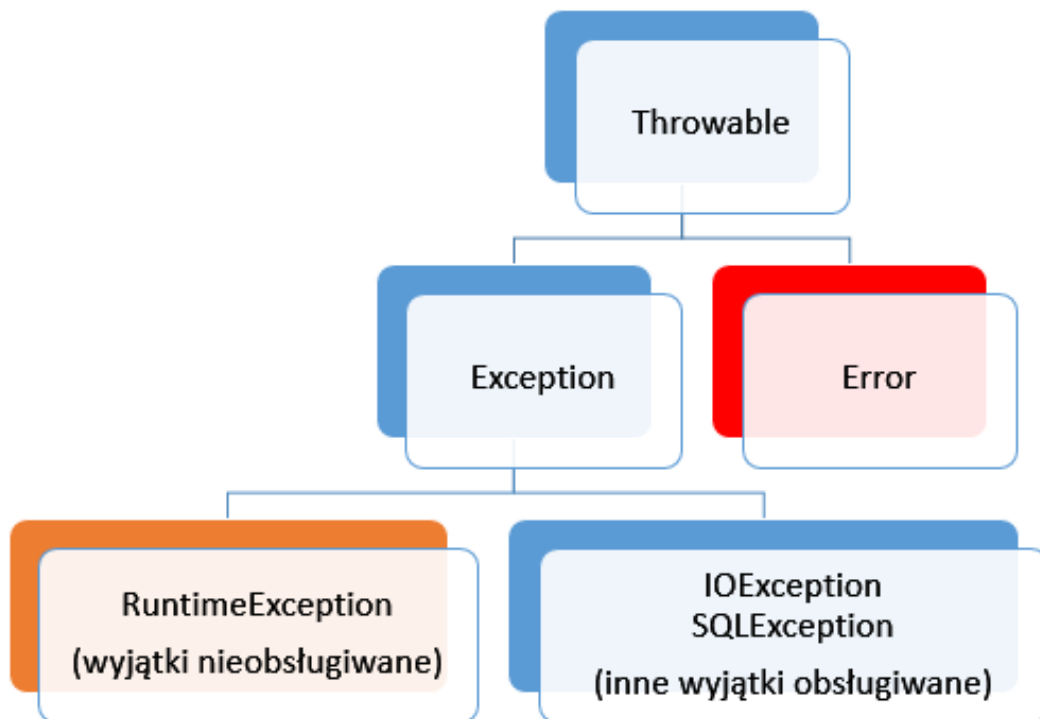 Throwable
Exception
Error
RuntimeException
(wyjątki nieobsługiwane)
IOException
SQLException
(inne wyjątki obsługiwane)